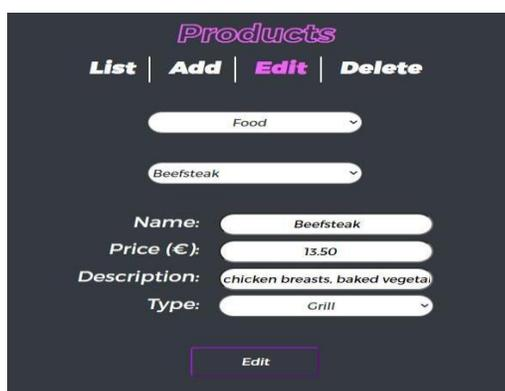 Products
List | Add | Edit | Delete
Food
Beefsteak
Name: Beefsteak
Price (€): 13.50
Description: chicken breasts, baked
Type: Grill
Edit